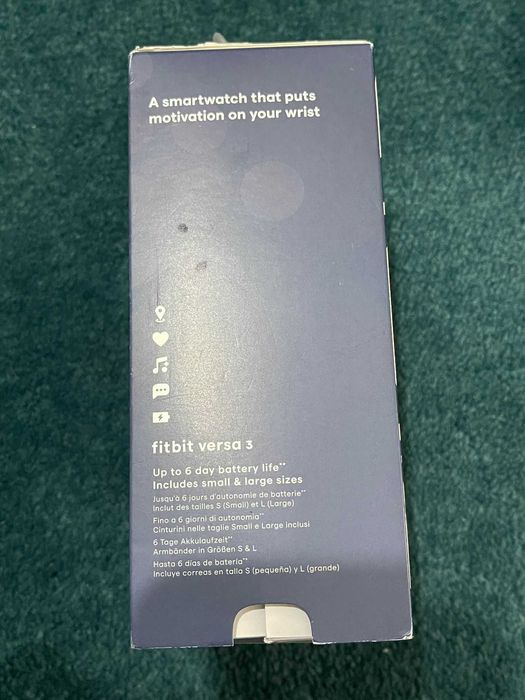 A smartwatch that puts
motivation on your wrist
fitbit versa 3
Up to 6 day battery life**
Includes small & large sizes
Jusqu'à 6 jours d'autonomie de batterie**
Inclut des tailles S (Small) et L (Large)
Fino a 6 giorni di autonomia**
Cinturini nelle taglie Small e Large inclusi
6 Tage Akkulaufzeit**
Armbänder in Größen S & L
Hasta 6 días de batería**
Incluye correas en talla S (pequeña) y L (grande)